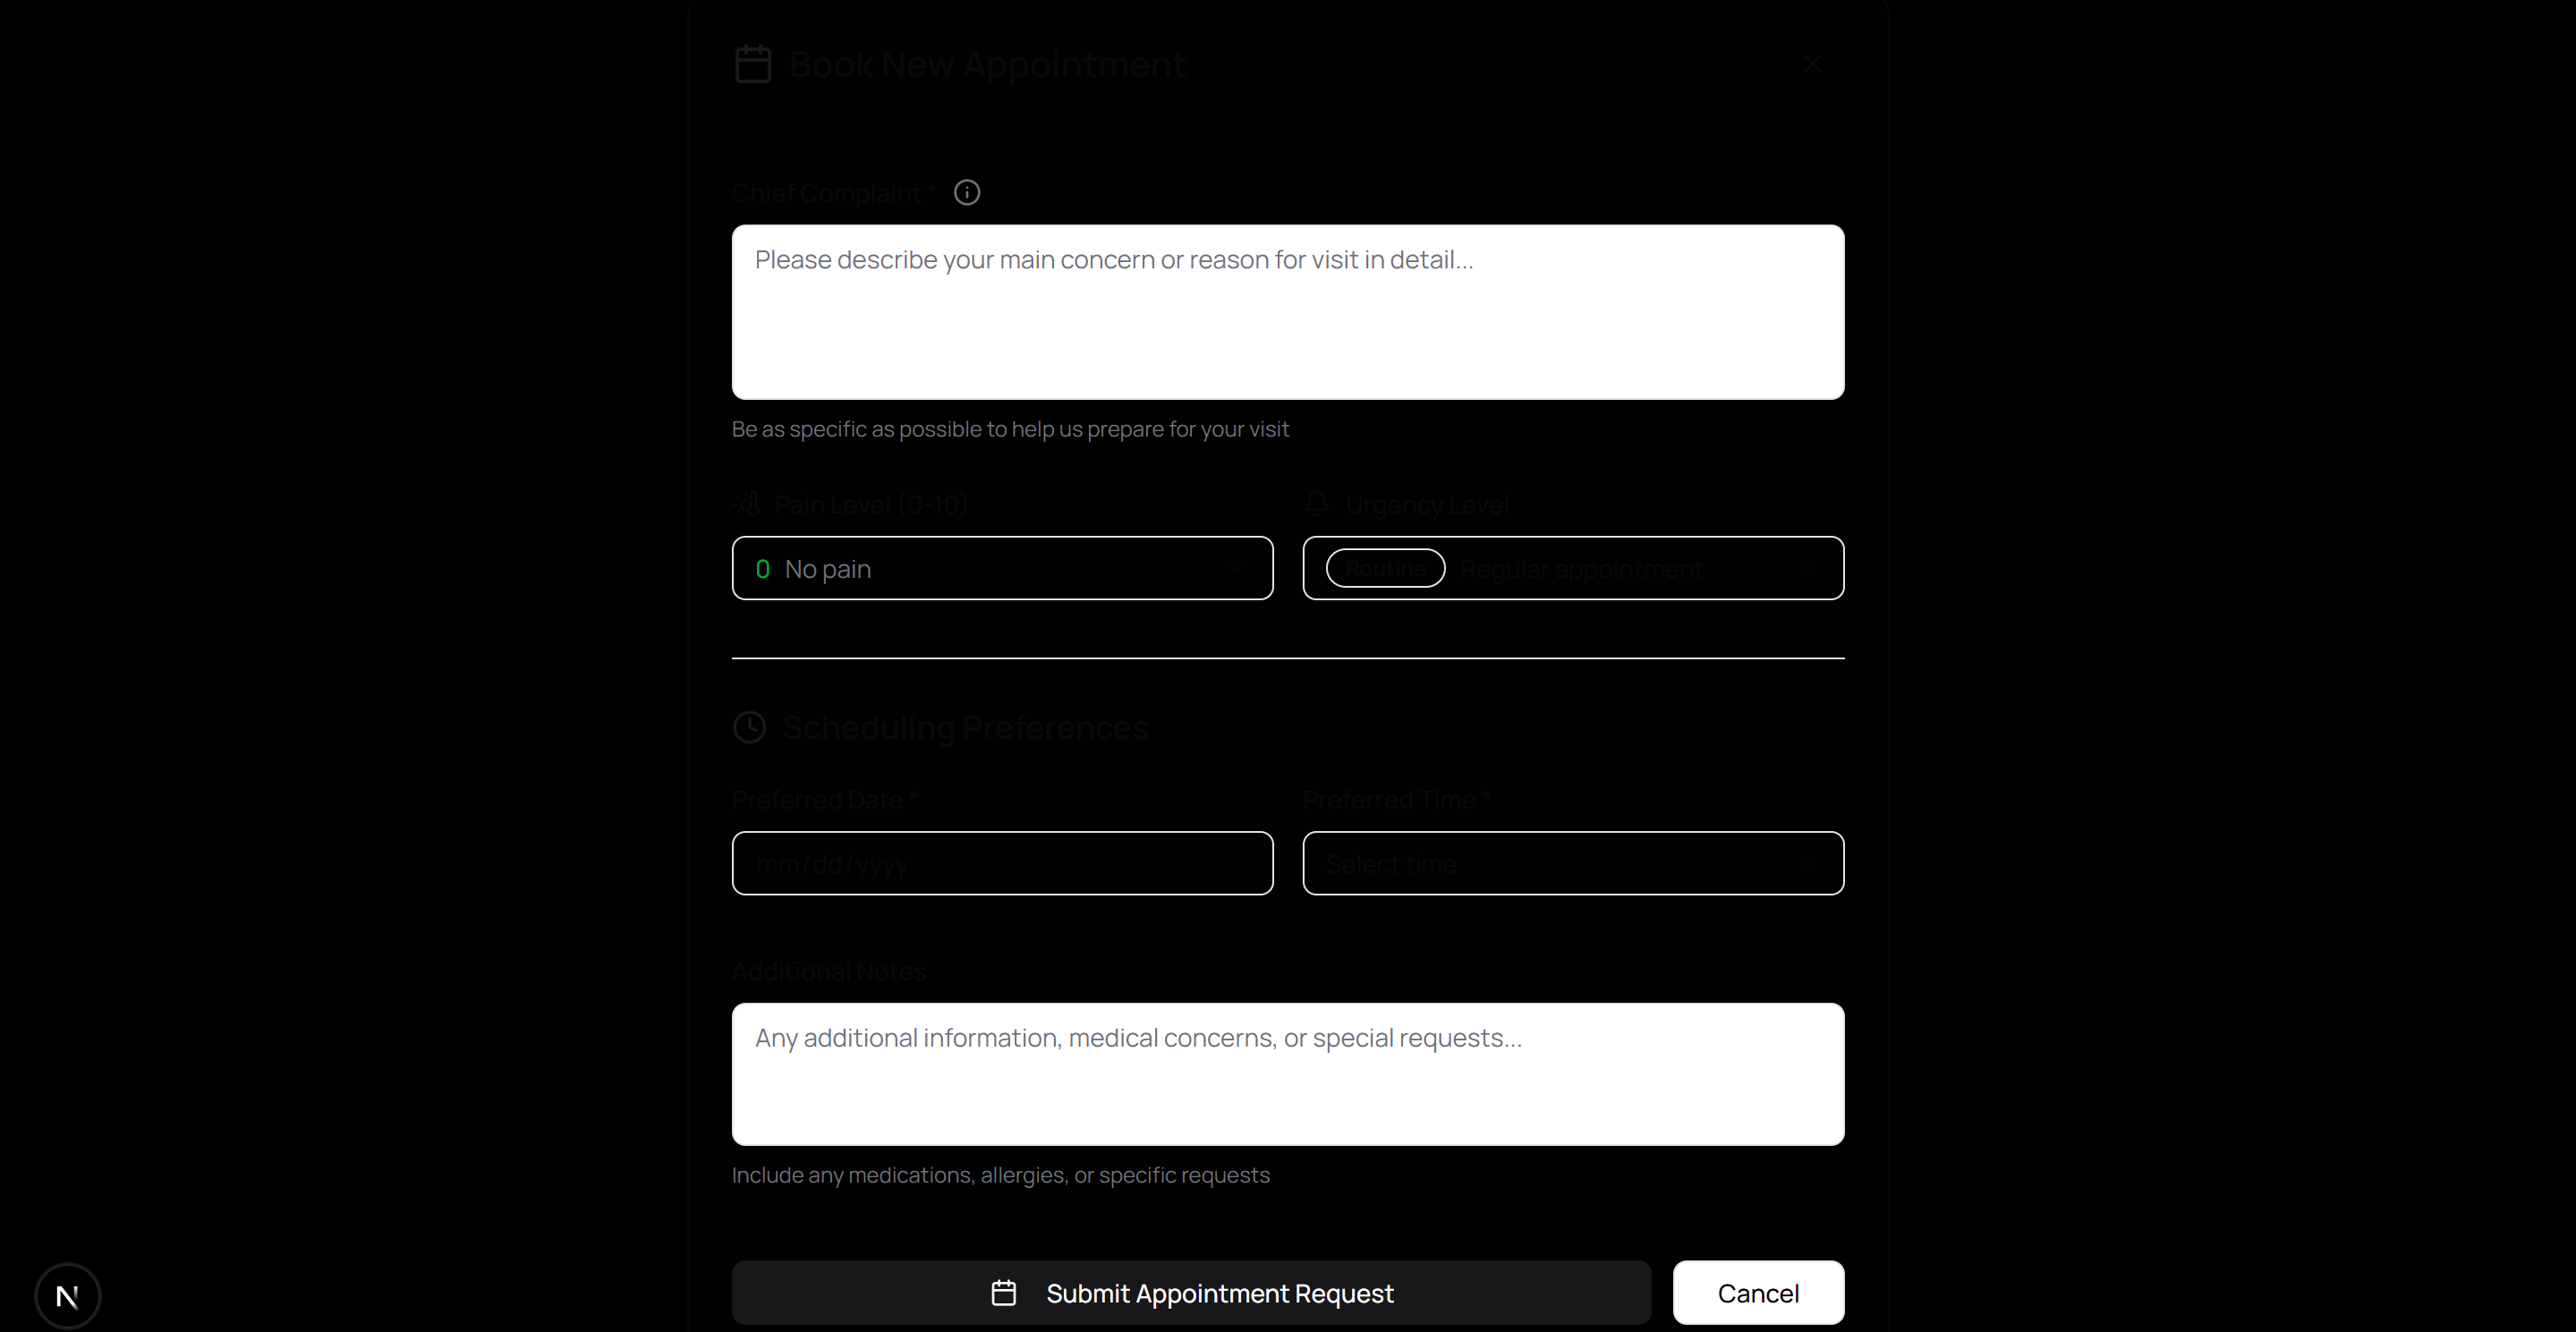 Book New Appointment
Chief Complaint *
Please describe your main concern or reason for visit in detail...
Be as specific as possible to help us prepare for your visit
Pain Level (0-10)
Urgency Level
0 No pain
Routine Regular appointment
Scheduling Preferences
Preferred Date *
Preferred Time *
mm/dd/yyyy
Select time
Additional Notes
Any additional information, medical concerns, or special requests...
Include any medications, allergies, or specific requests
Submit Appointment Request
Cancel
N